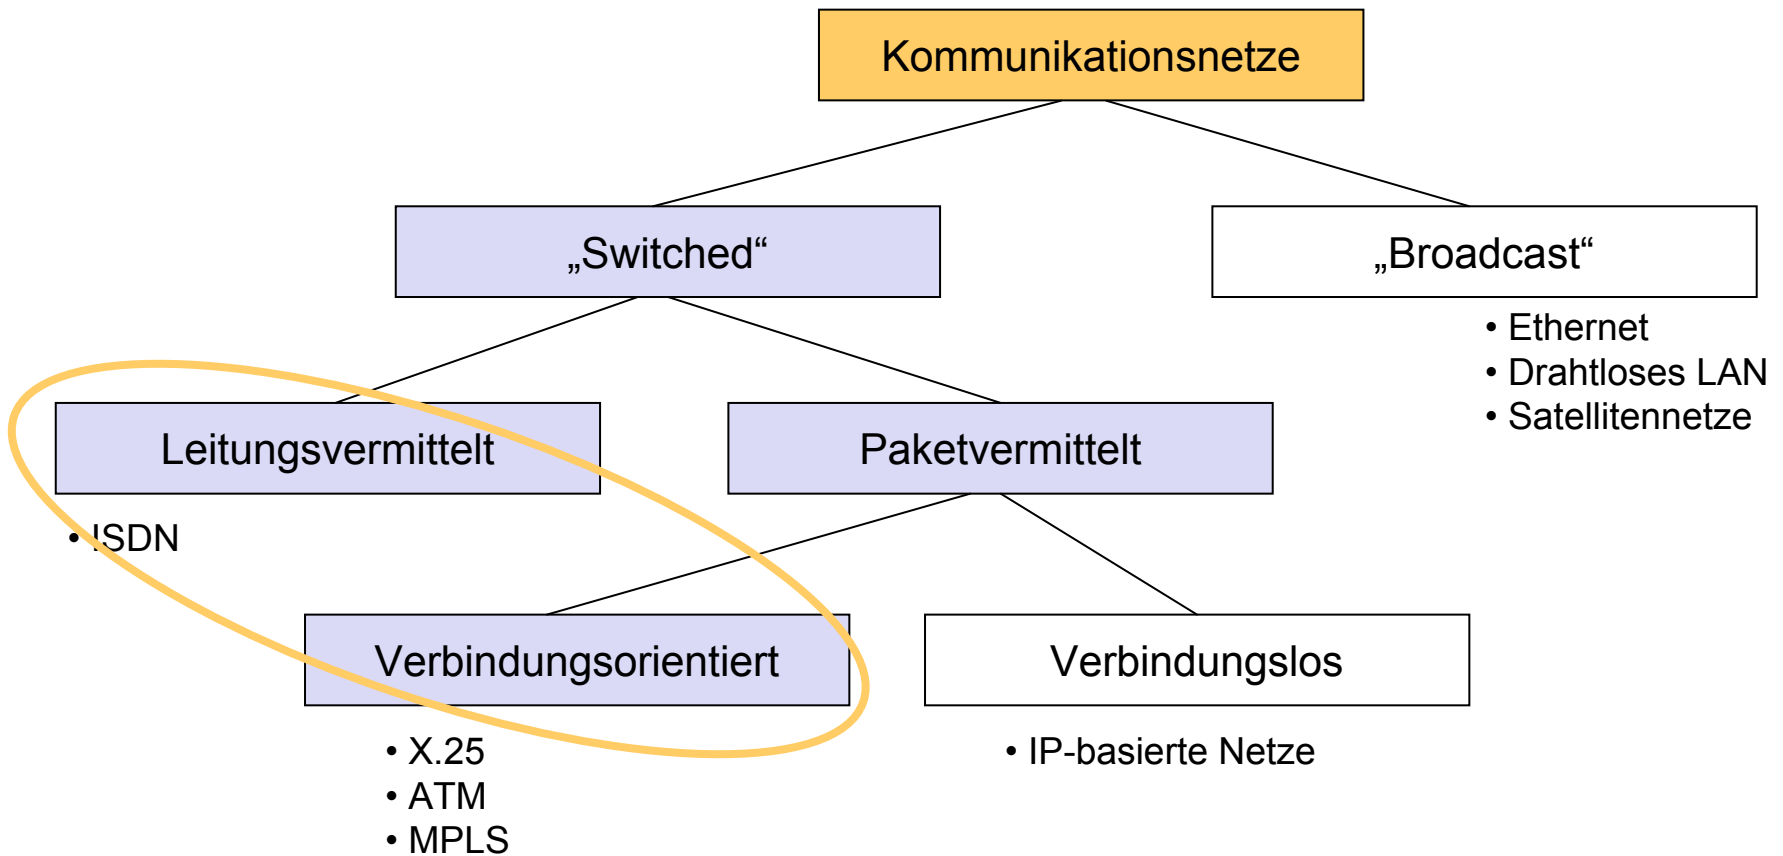 Kommunikationsnetze
„Switched“
„Broadcast“
• Ethernet
• Drahtloses LAN
• Satellitennetze
Leitungsvermittelt
Paketvermittelt
• ISDN
Verbindungsorientiert
Verbindungslos
• X.25
• ATM
• MPLS
• IP-basierte Netze